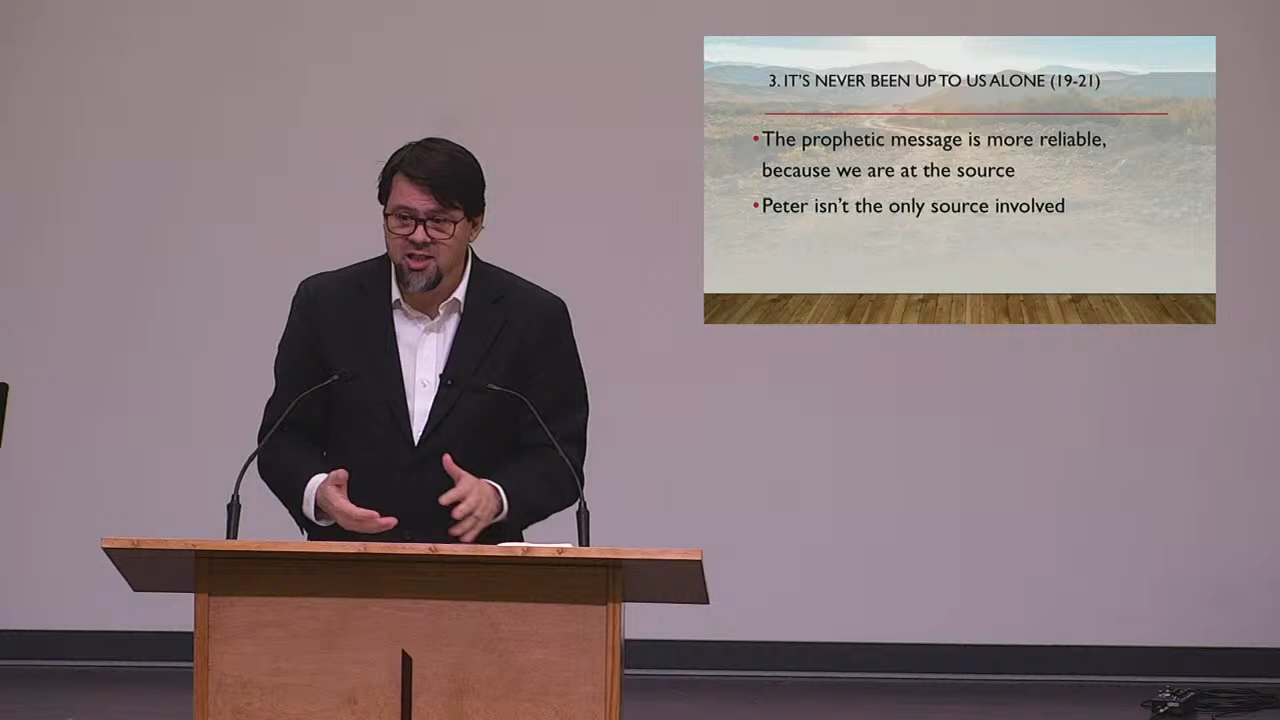 3. IT'S NEVER BEEN UP TO US ALONE (19-21)
•The prophetic message is more reliable,
because we are at the source
•Peter isn't the only source involved